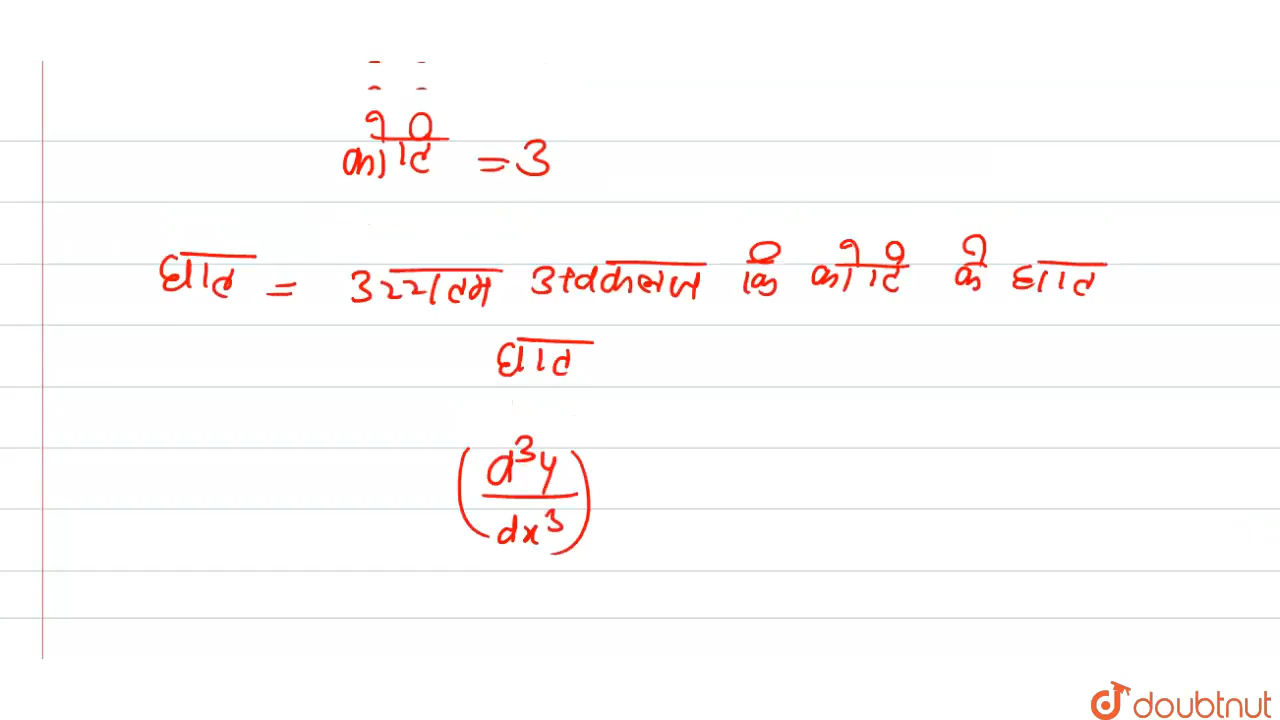 कोटि = 3
घात = उच्चतम अवकलज कि कोटि के घात
घात
(d³y/dx³)
doubtnut